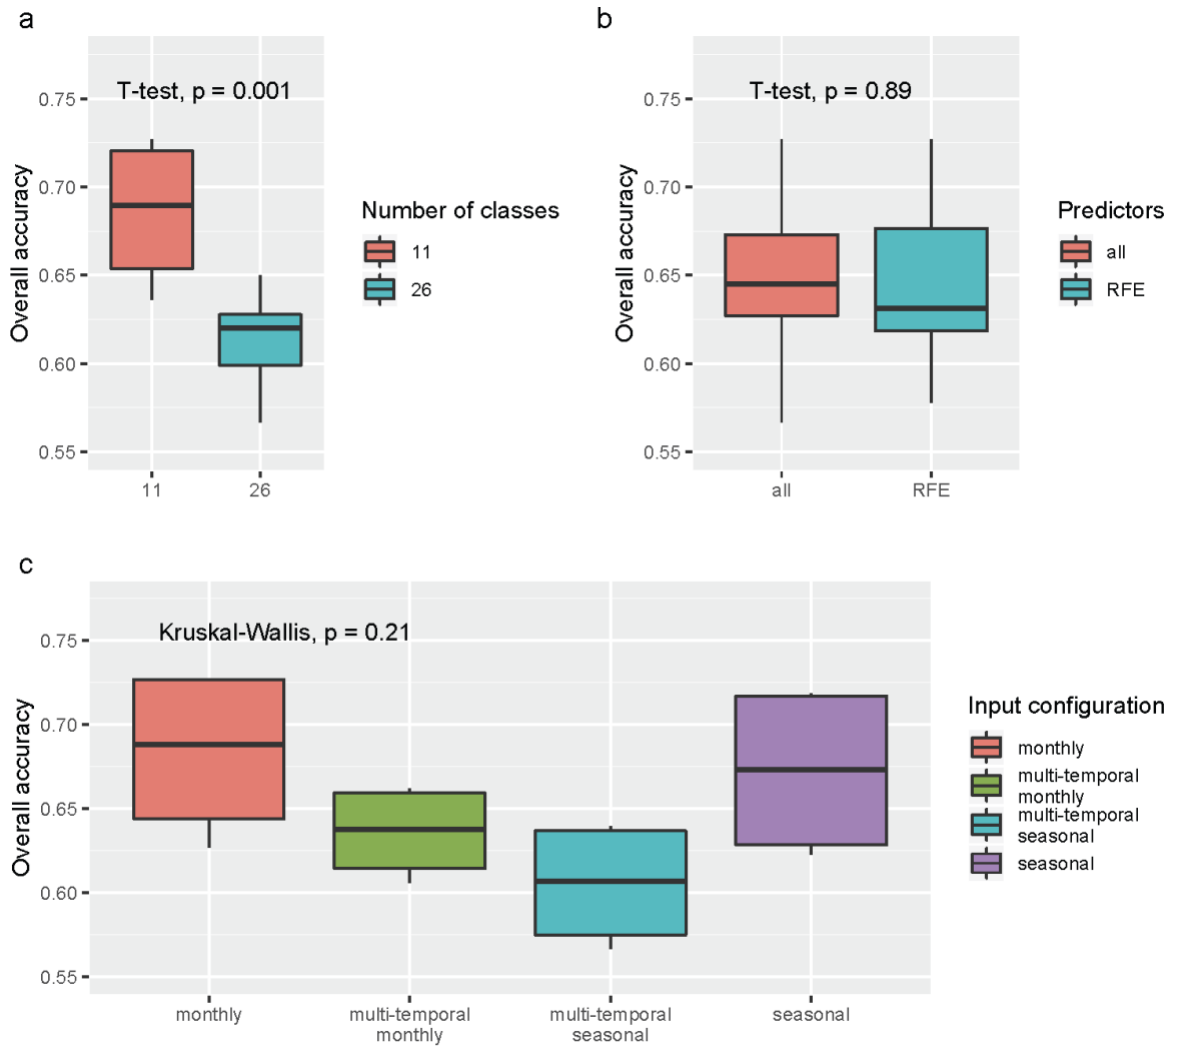 a
T-test, p = 0.001
0.75
0.70
0.65
0.60
0.55
Overall accuracy
11
26
Number of classes
11
26
b
T-test, p = 0.89
0.75
0.70
0.65
0.60
0.55
Overall accuracy
all
RFE
Predictors
all
RFE
c
Kruskal-Wallis, p = 0.21
0.75
0.70
0.65
0.60
0.55
Overall accuracy
monthly
multi-temporal
monthly
multi-temporal
seasonal
seasonal
Input configuration
monthly
multi-temporal
monthly
multi-temporal
seasonal
seasonal